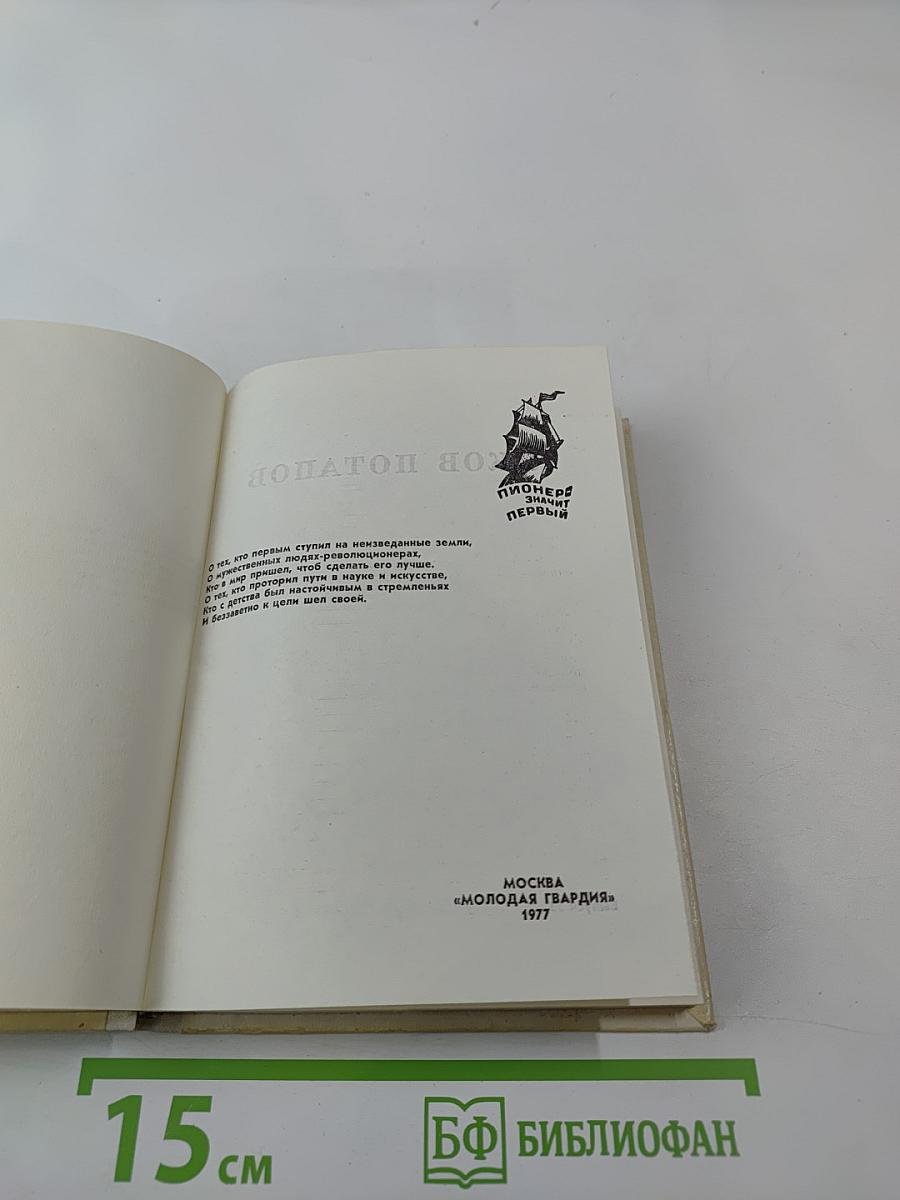 ПИОНЕР
ЗНАЧИТ
ПЕРВЫЙ
О тех, кто первым ступил на неизведанные земли,
О мужественных людях-революционерах,
Кто в мир пришел, чтоб сделать его лучше.
О тех, кто проторил пути в науке и искусстве,
Кто с детства был настойчивым в стремленьях
И беззаветно к цели шел своей.
МОСКВА
«МОЛОДАЯ ГВАРДИЯ»
1977
15 см
БФ БИБЛИОФАН